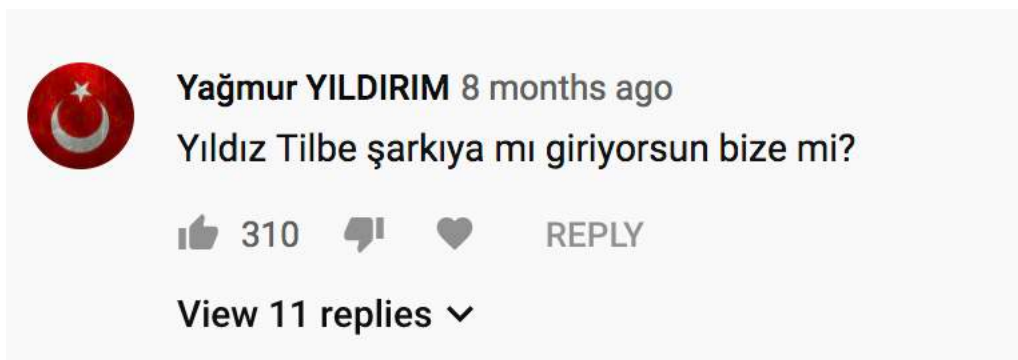 Yağmur YILDIRIM 8 months ago
Yıldız Tilbe şarkıya mı giriyorsun bize mi?
310 REPLY
View 11 replies